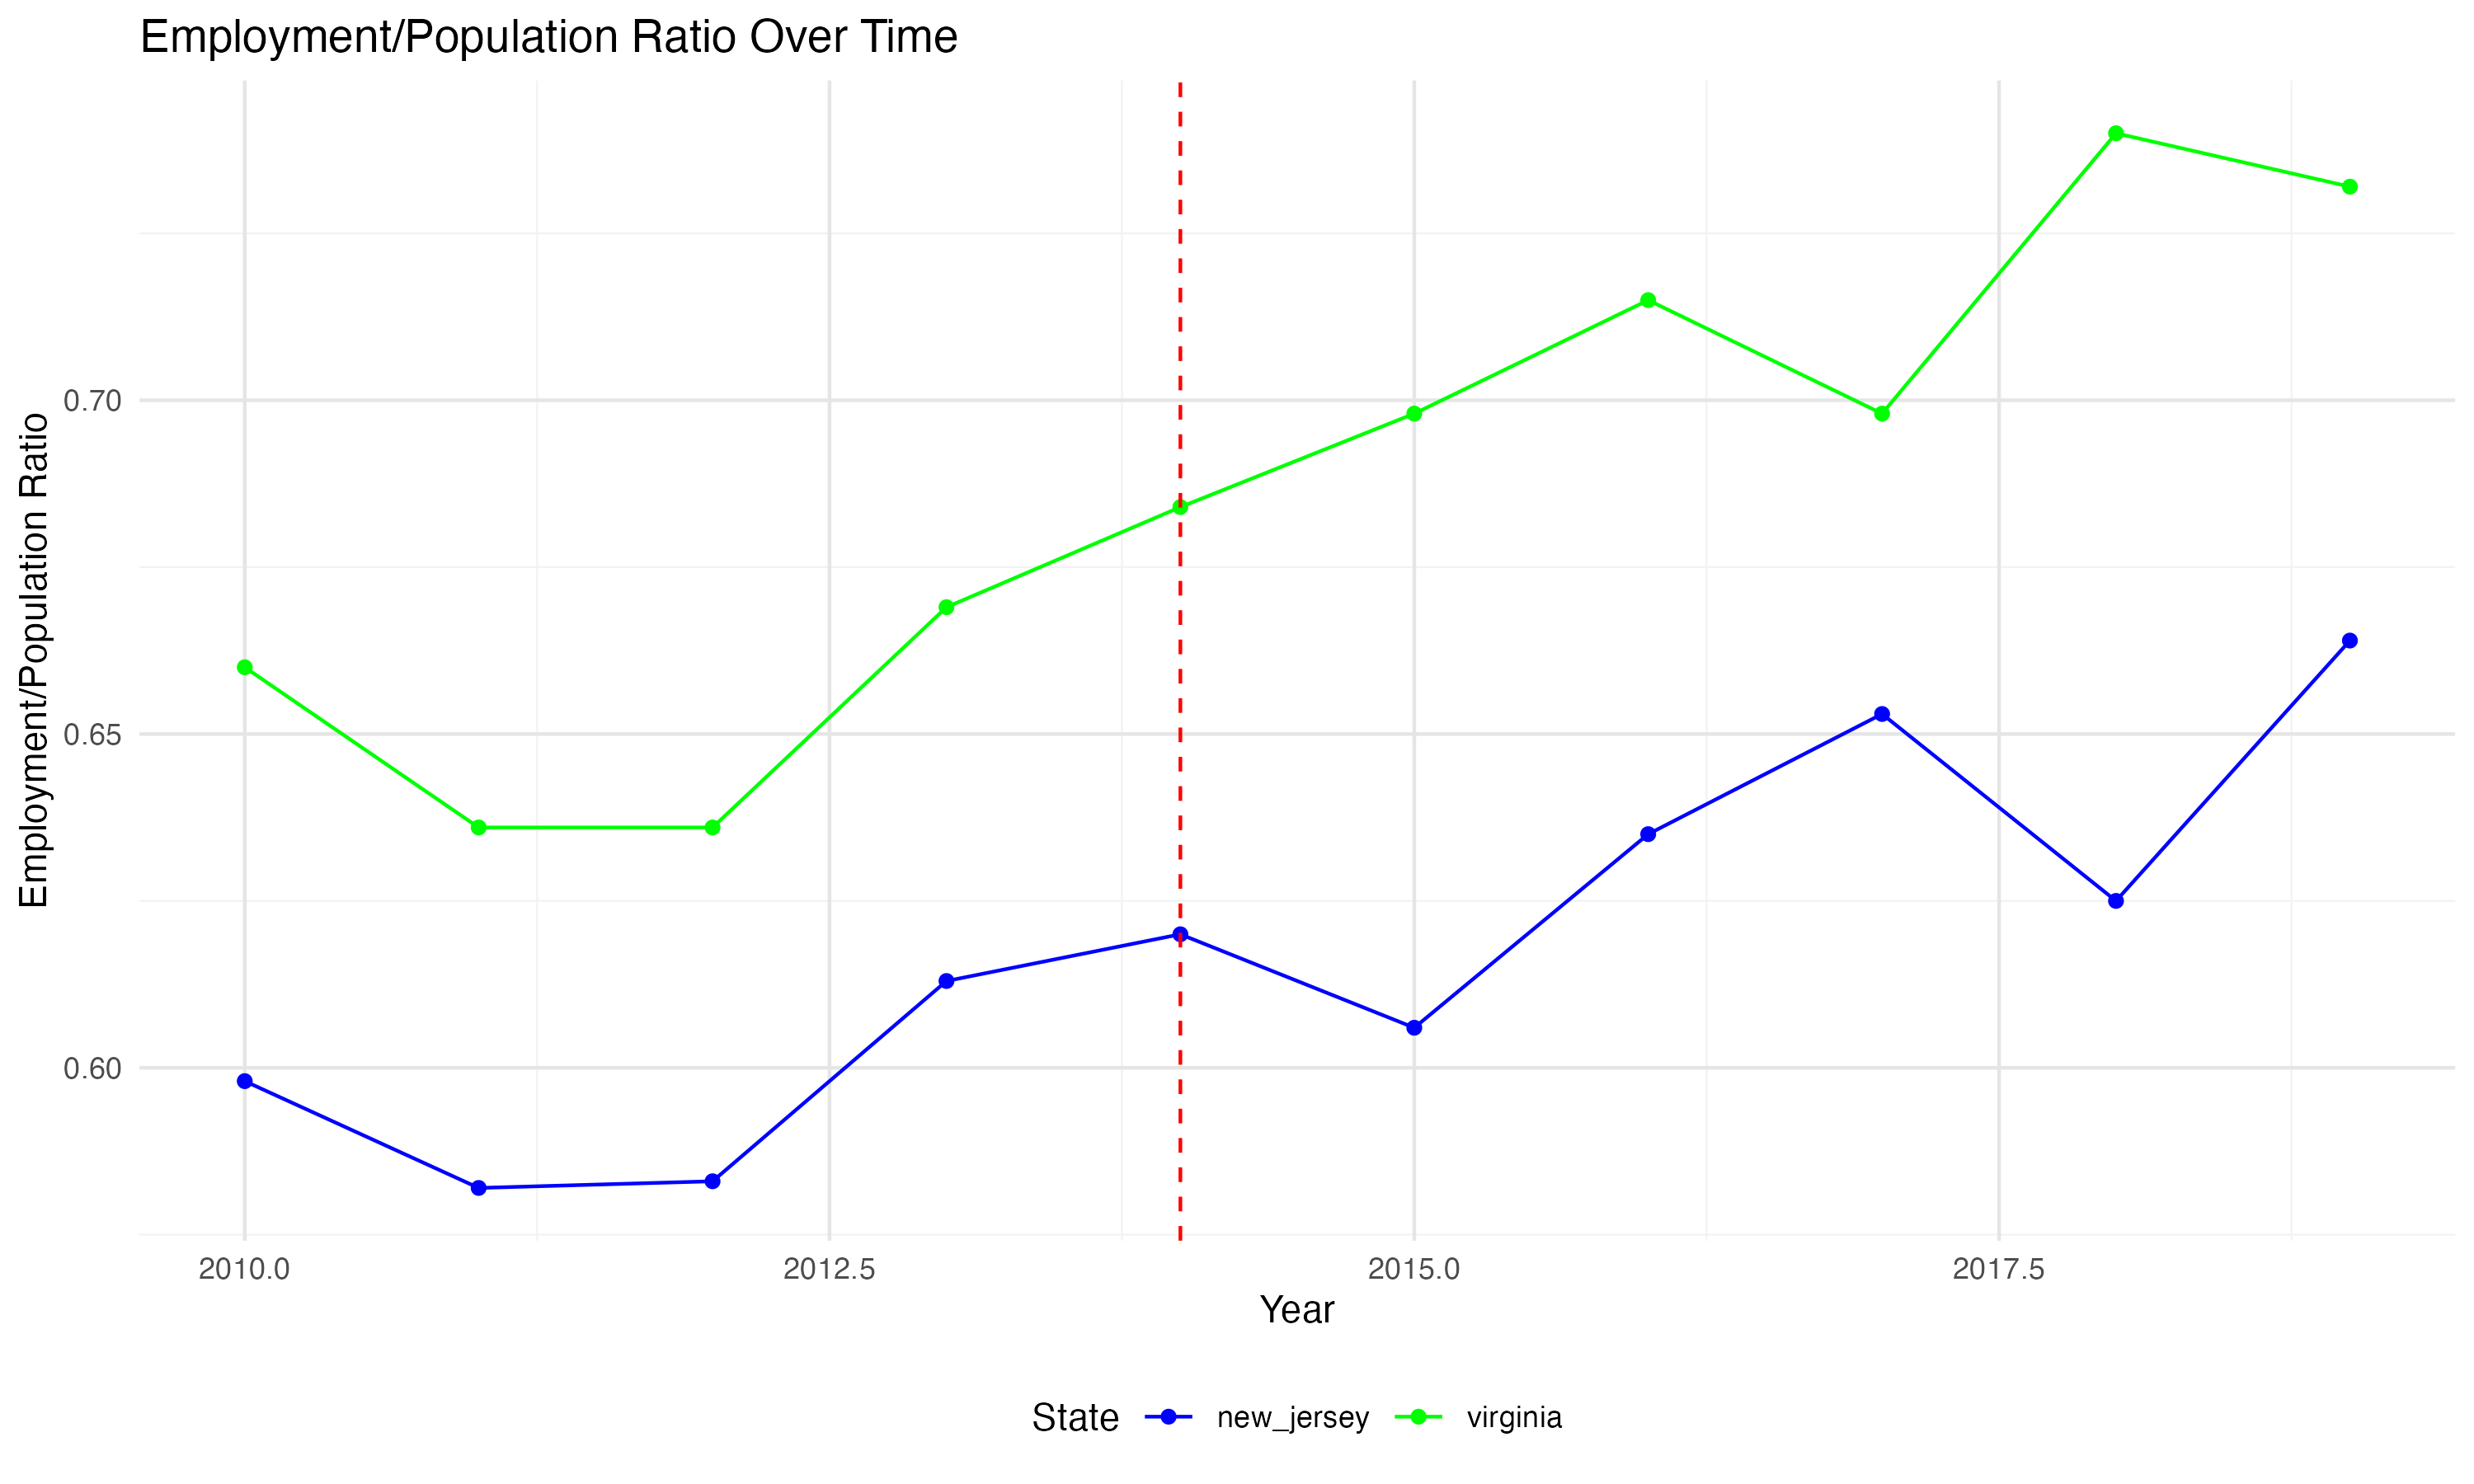 Employment/Population Ratio Over Time
Employment/Population Ratio
0.70
0.65
0.60
2010.0 2012.5 2015.0 2017.5
Year
State new_jersey virginia